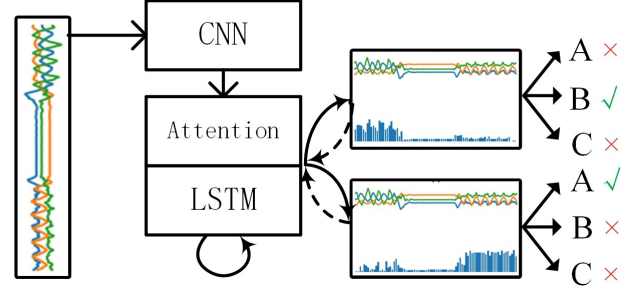 CNN
Attention
LSTM
A ×
B √
C ×
A √
B ×
C ×